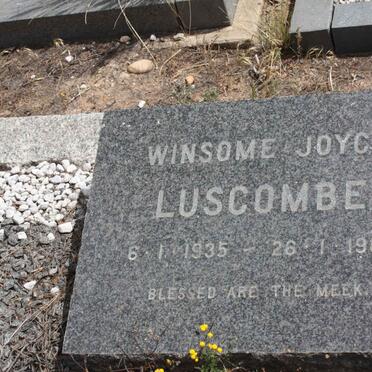 WINSOME JOYC
LUSCOMBE
6-1-1935 - 26-1-19
BLESSED ARE THE MEEK.